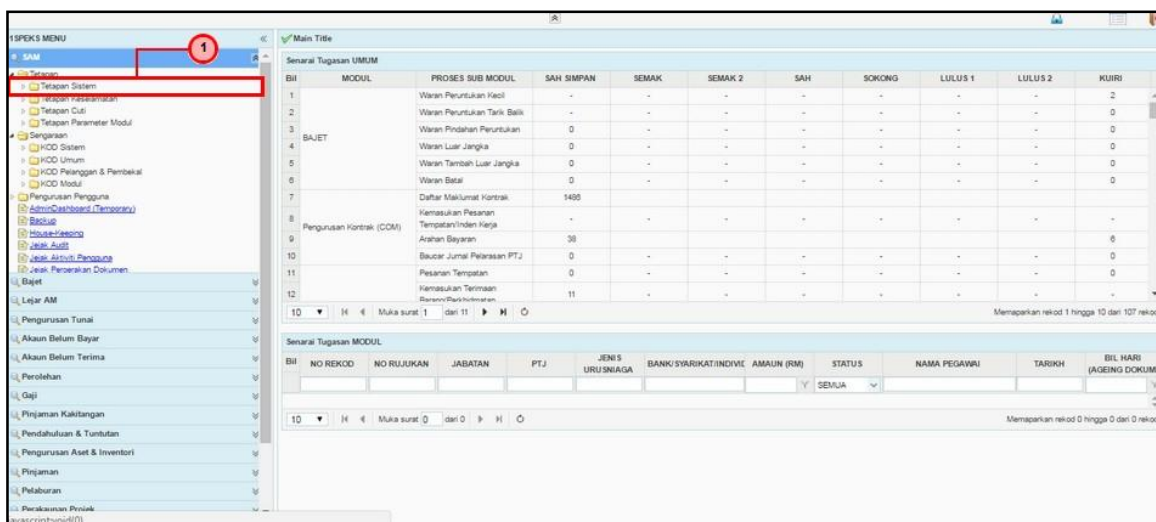 1SPEKS MENU
Main Title
SAM
1
Tetapan
Tetapan Sistem
Tetapan Keselamatan
Tetapan Cuti
Tetapan Parameter Modul
Sengaraan
KOD Sistem
KOD Umum
KOD Pelanggan & Pembekal
KOD Modul
Pengurusan Pengguna
AdminDashboard (Temporary)
Backup
House-Keeping
Jejak Audit
Jejak Aktiviti Pengguna
Jejak Pergerakan Dokumen
Bajet
Lejar AM
Pengurusan Tunai
Akaun Belum Bayar
Akaun Belum Terima
Perolehan
Gaji
Pinjaman Kakitangan
Pendahuluan & Tuntutan
Pengurusan Aset & Inventori
Pinjaman
Pelaburan
Perakaunan Projek
avascript:void(0)
Senarai Tugasan UMUM
Bil MODUL PROSES SUB MODUL SAH SIMPAN SEMAK SEMAK 2 SAH SOKONG LULUS 1 LULUS 2 KUIRI
1 Waran Peruntukan Kecil - - - - - - - 2
2 Waran Peruntukan Tarik Balik - - - - - - - 0
3 BAJET Waran Pindahan Peruntukan 0 - - - - - - 0
4 Waran Luar Jangka 0 - - - - - - 0
5 Waran Tambah Luar Jangka 0 - - - - - - 0
6 Waran Batal 0 - - - - - - 0
7 Daftar Maklumat Kontrak 1486
8 Pengurusan Kontrak (COM) Kemasukan Pesanan Tempatan/Inden Kerja - - - - - - - -
9 Arahan Bayaran 38 6
10 Baucar Jurnal Pelarasan PTJ 0 - - - - - - 0
11 Pesanan Tempatan 0 - - - - - - 0
12 Kemasukan Terimaan Barang/Perkhidmatan 11 - - - - - - -
10 Muka surat 1 dari 11 Memaparkan rekod 1 hingga 10 dari 107 rekod
Senarai Tugasan MODUL
Bil NO REKOD NO RUJUKAN JABATAN PTJ JENIS URUSNIAGA BANK/SYARIKAT/INDIVIDU AMAUN (RM) STATUS NAMA PEGAWAI TARIKH BIL HARI (AGEING DOKUM
SEMUA
10 Muka surat 0 dari 0 Memaparkan rekod 0 hingga 0 dari 0 rekod